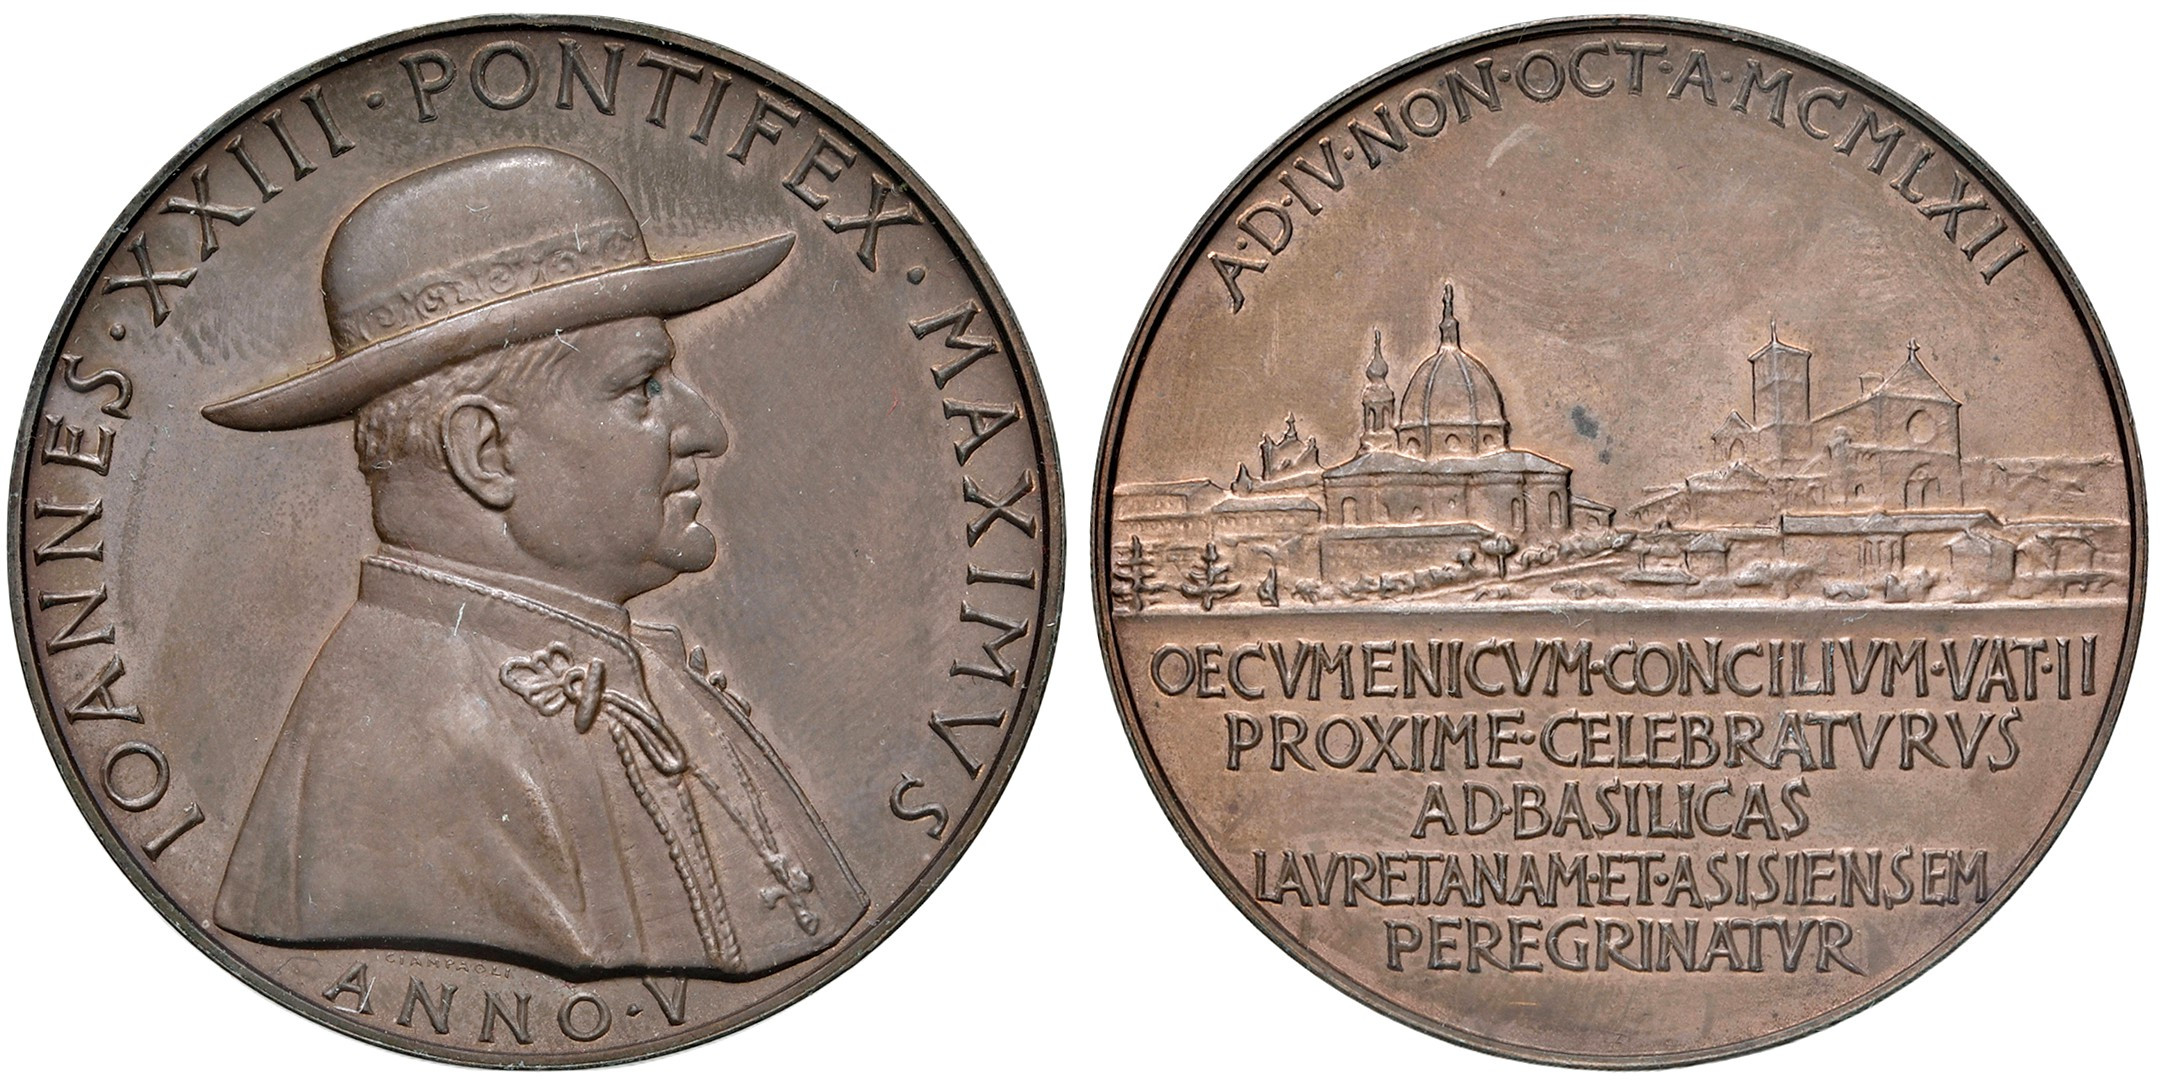 IOANNES · XXIII · PONTIFEX · MAXIMVS
CIAMPAOLI
ANNO · V
A · D · IV · NON · OCT · A · MCMLXII
OECVMENICVM · CONCILIVM · VAT · II
PROXIME · CELEBRATVRVS
AD · BASILICAS
LAVRETANAM · ET · ASISIENSEM
PEREGRINATVR